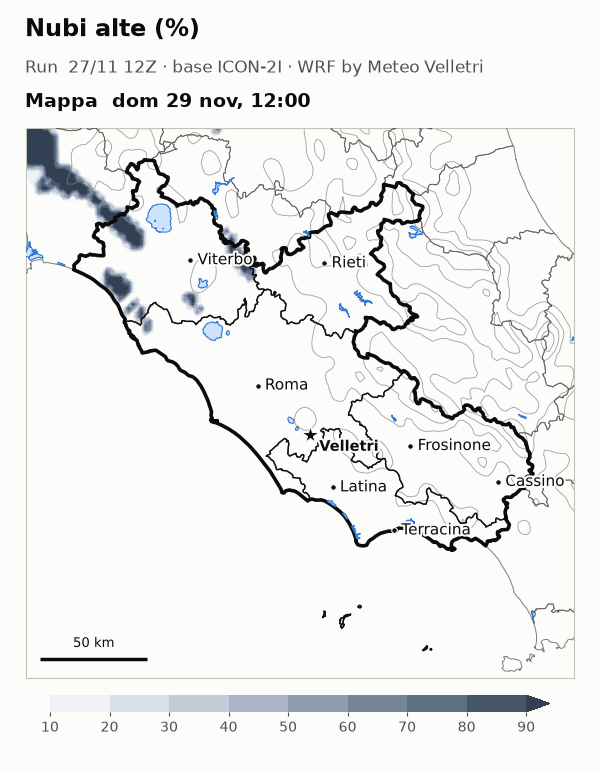 Nubi alte (%)
Run  27/11 12Z · base ICON-2I · WRF by Meteo Velletri
Mappa  dom 29 nov, 12:00
Viterbo
Rieti
Roma
Velletri
Frosinone
Cassino
Latina
Terracina
50 km
10 20 30 40 50 60 70 80 90